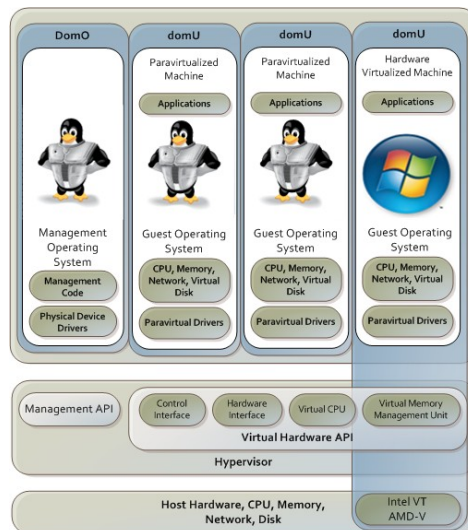 DomO
domU
domU
domU
Paravirtualized
Machine
Paravirtualized
Machine
Hardware
Virtualized Machine
Applications
Applications
Applications
Management
Operating
System
Guest Operating
System
Guest Operating
System
Guest Operating
System
Management
Code
CPU, Memory,
Network, Virtual
Disk
CPU, Memory,
Network, Virtual
Disk
CPU, Memory,
Network, Virtual
Disk
Physical Device
Drivers
Paravirtual Drivers
Paravirtual Drivers
Paravirtual Drivers
Management API
Control
Interface
Hardware
Interface
Virtual CPU
Virtual Memory
Management Unit
Virtual Hardware API
Hypervisor
Host Hardware, CPU, Memory,
Network, Disk
Intel VT
AMD-V